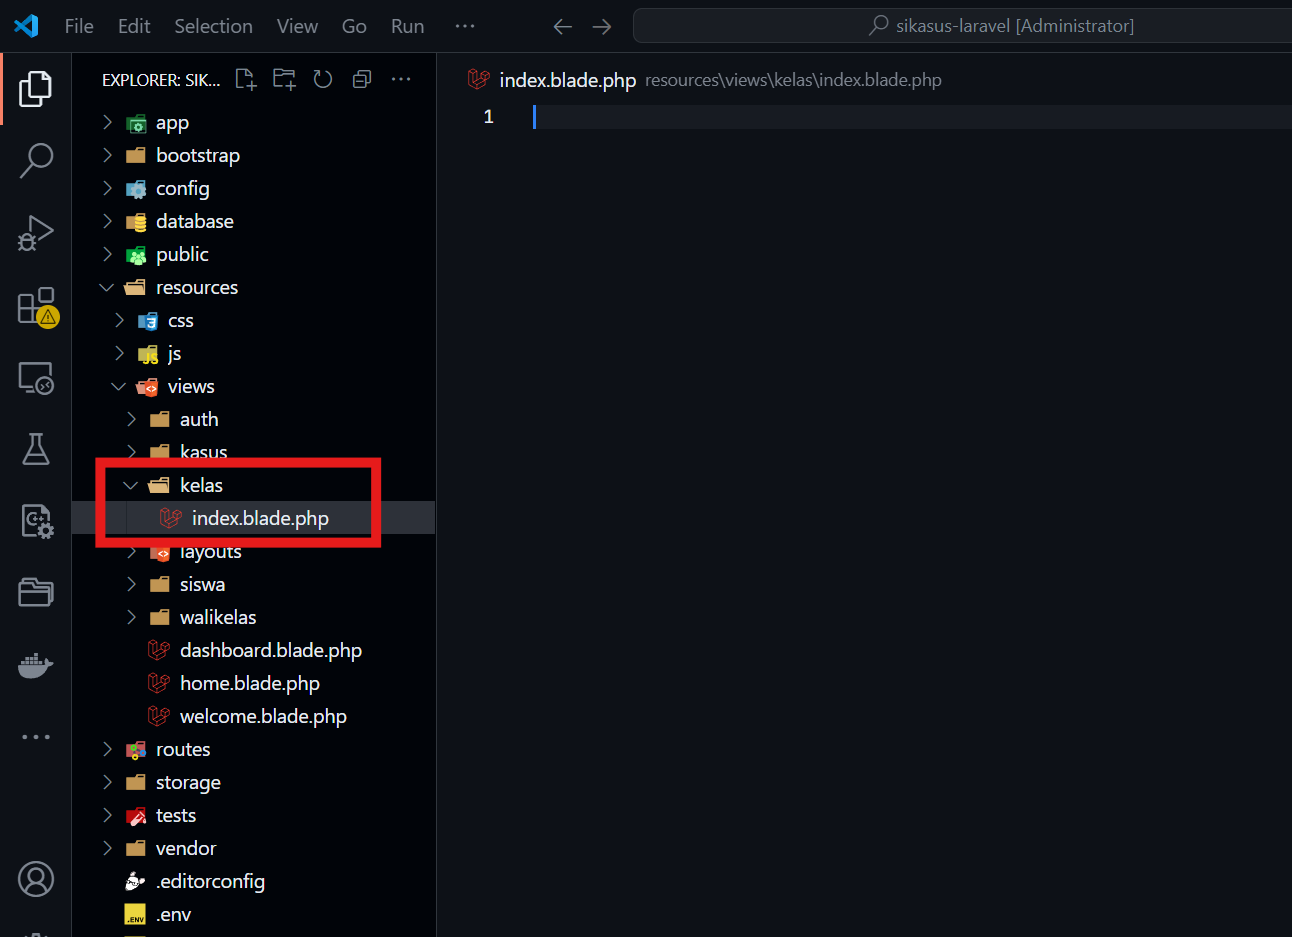 File Edit Selection View Go Run ···
sikasus-laravel [Administrator]
EXPLORER: SIK...
index.blade.php resources\views\kelas\index.blade.php
1
app
bootstrap
config
database
public
resources
css
js
views
auth
kasus
kelas
index.blade.php
layouts
siswa
walikelas
dashboard.blade.php
home.blade.php
welcome.blade.php
routes
storage
tests
vendor
.editorconfig
.env